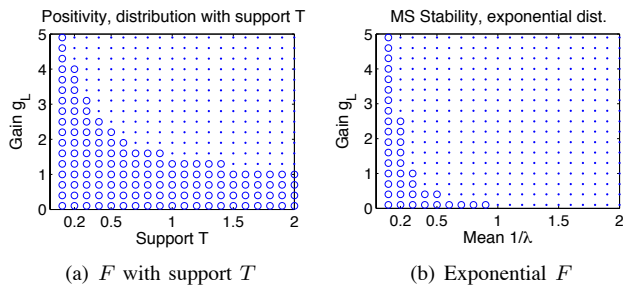 Positivity, distribution with support T
Gain g_L
5
4
3
2
1
0
0.2 0.5 1 1.5 2
Support T
(a) F with support T
MS Stability, exponential dist.
Gain g_L
5
4
3
2
1
0
0.2 0.5 1 1.5 2
Mean 1/λ
(b) Exponential F